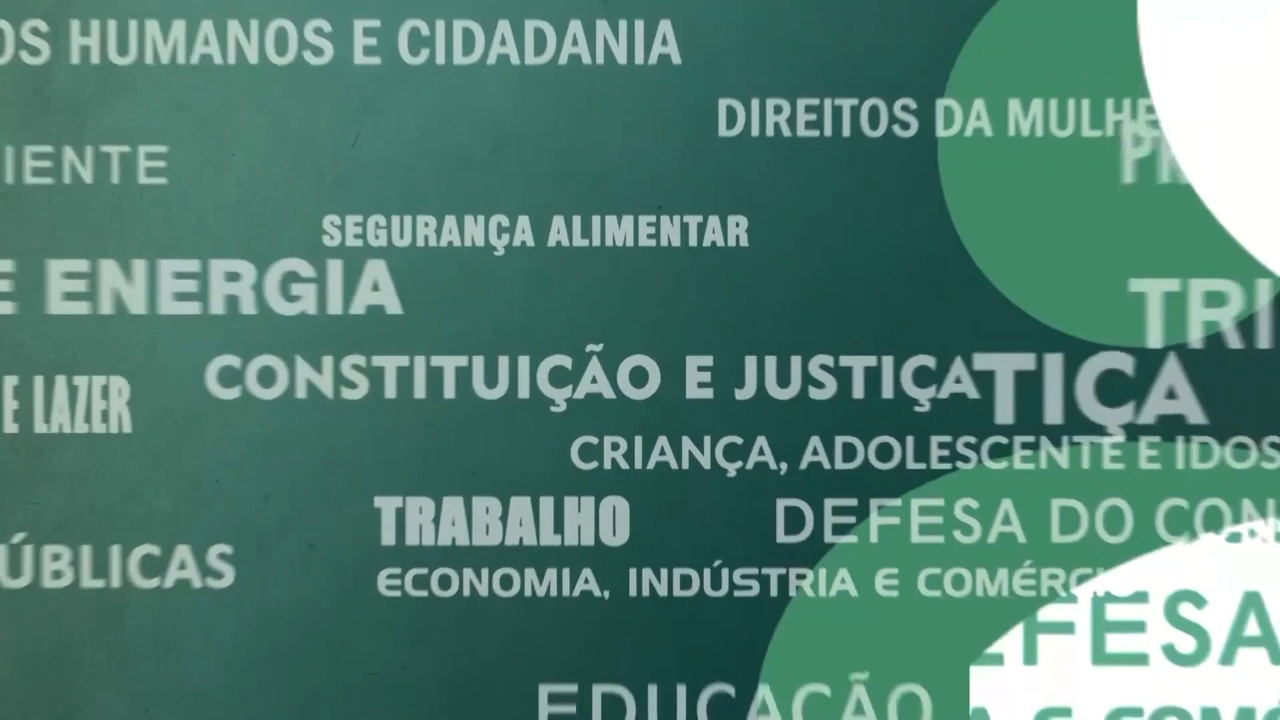 OS HUMANOS E CIDADANIA
DIREITOS DA MULHE
IENTE
SEGURANÇA ALIMENTAR
E ENERGIA
TRI
CONSTITUIÇÃO E JUSTIÇA
TIÇA
E LAZER
CRIANÇA, ADOLESCENTE E IDOS
TRABALHO
DEFESA DO CON
ÚBLICAS
ECONOMIA, INDÚSTRIA E COMÉRCIO
EFESA
EDUCAÇÃO